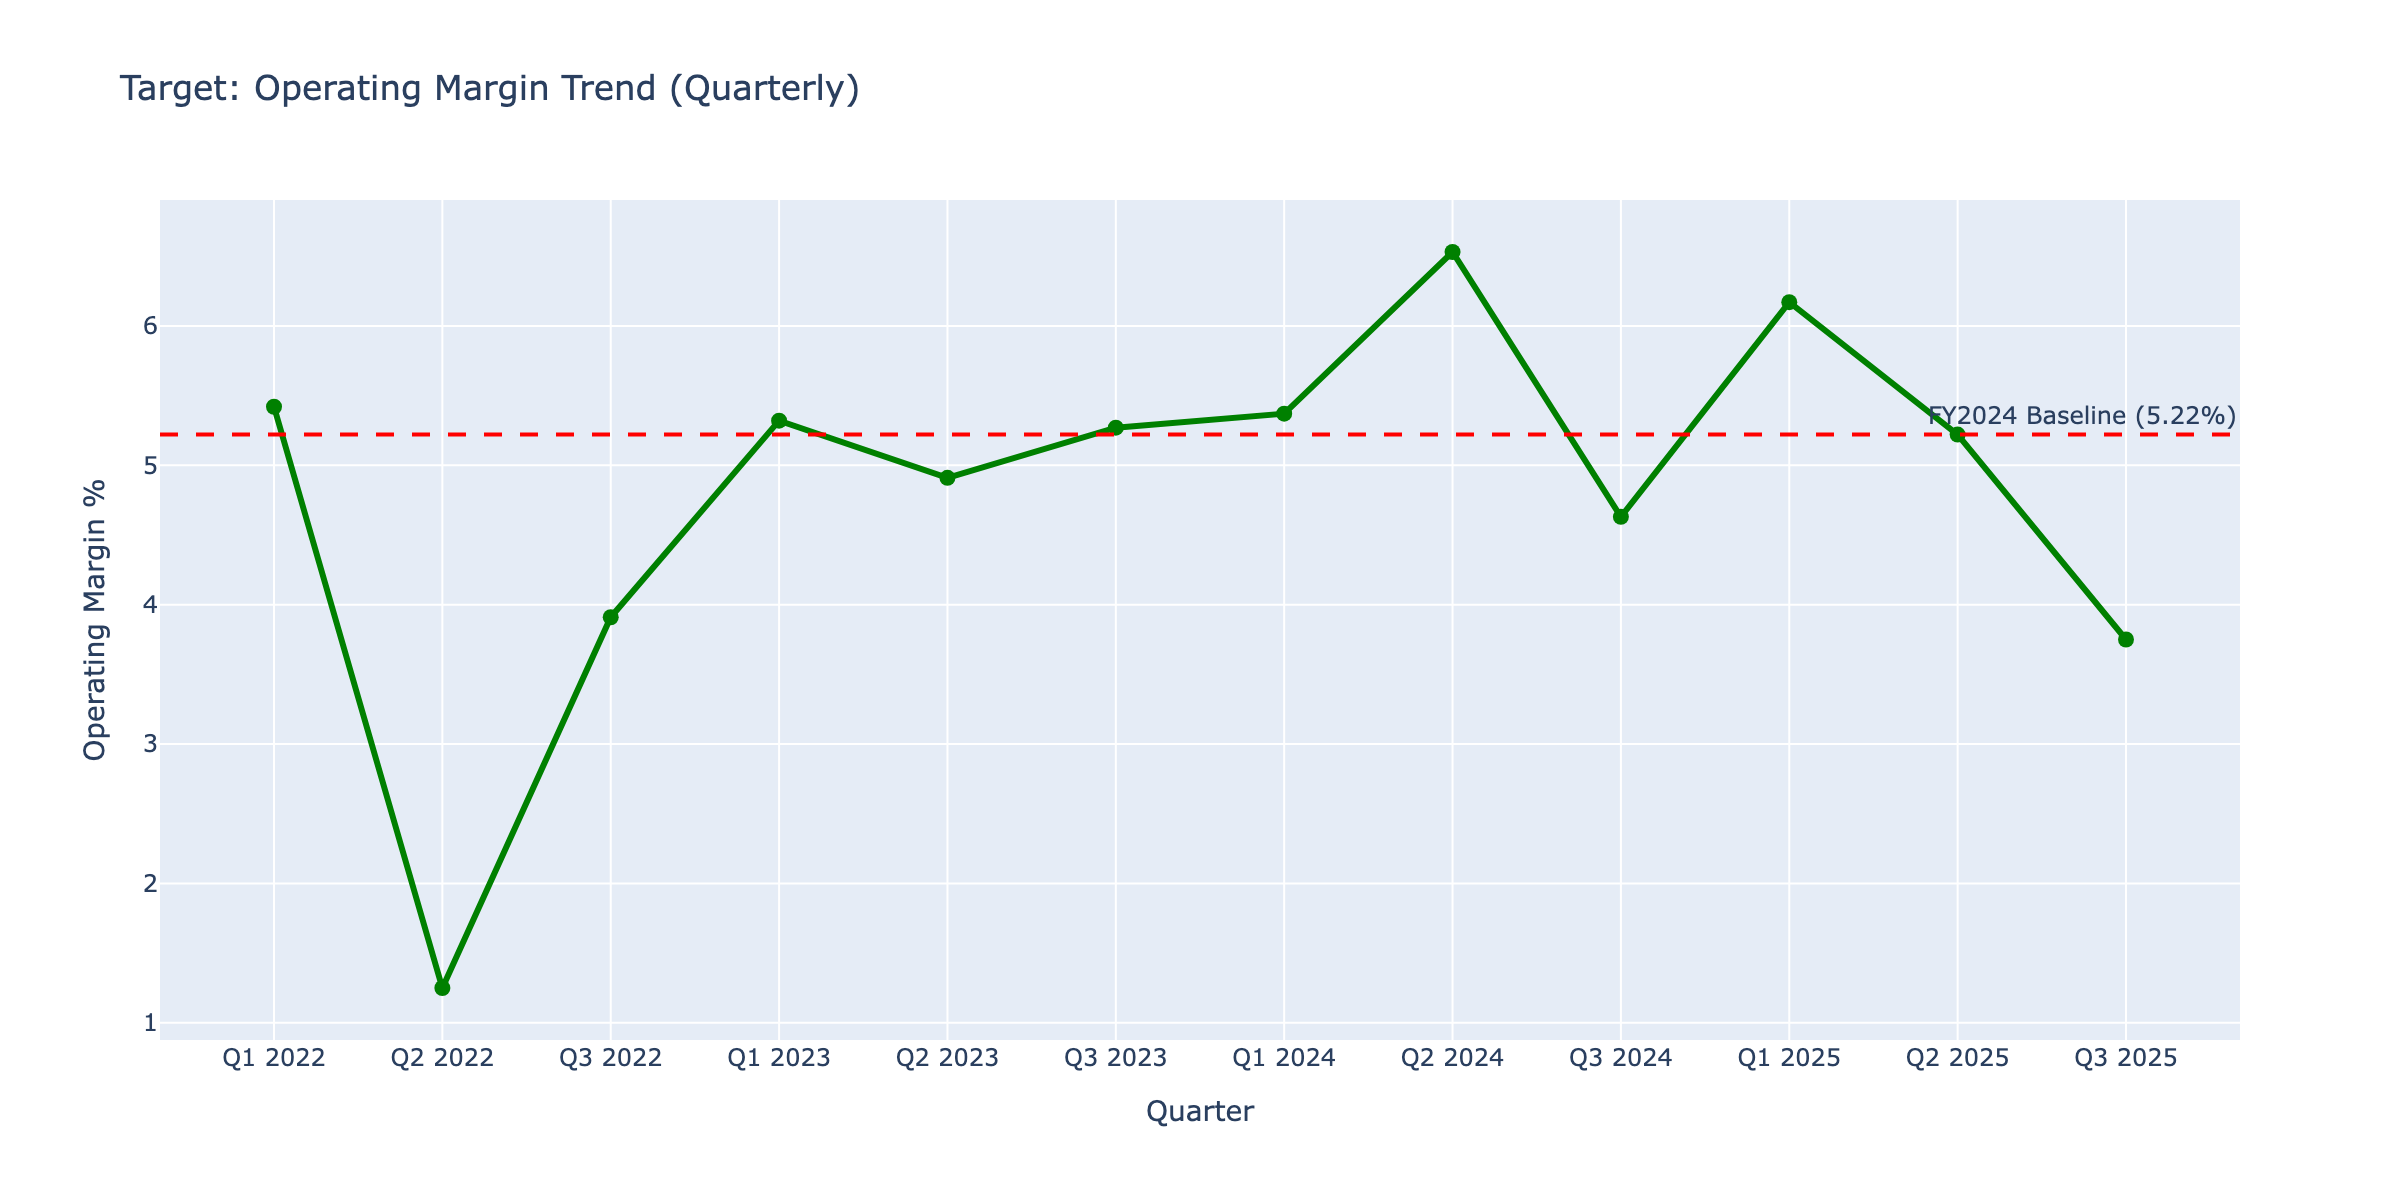 Target: Operating Margin Trend (Quarterly)
Operating Margin %
6
5
4
3
2
1
FY2024 Baseline (5.22%)
Q1 2022
Q2 2022
Q3 2022
Q1 2023
Q2 2023
Q3 2023
Q1 2024
Q2 2024
Q3 2024
Q1 2025
Q2 2025
Q3 2025
Quarter